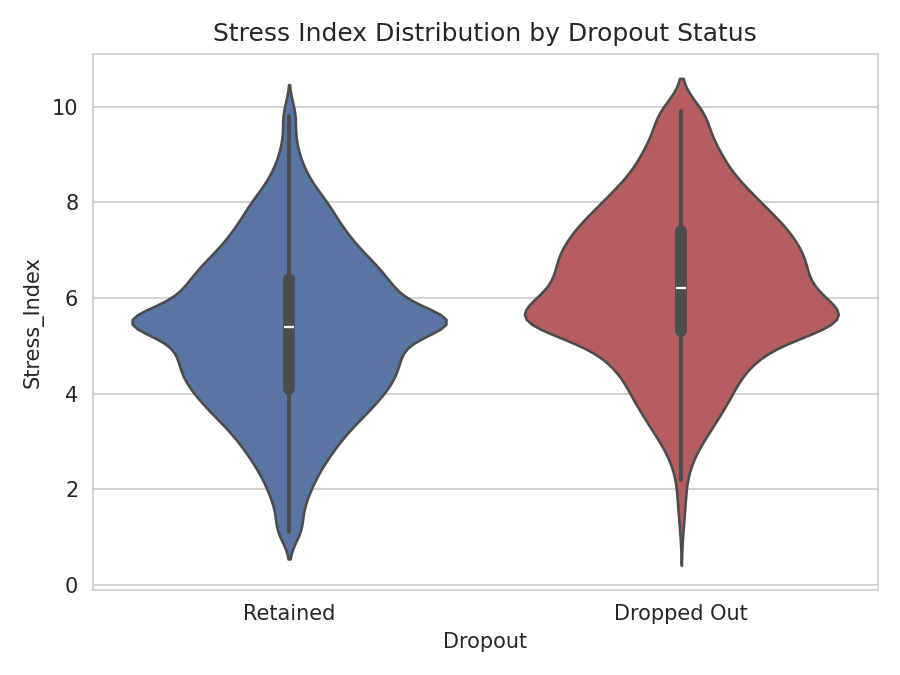 Stress Index Distribution by Dropout Status
Stress_Index
10
8
6
4
2
0
Retained
Dropped Out
Dropout